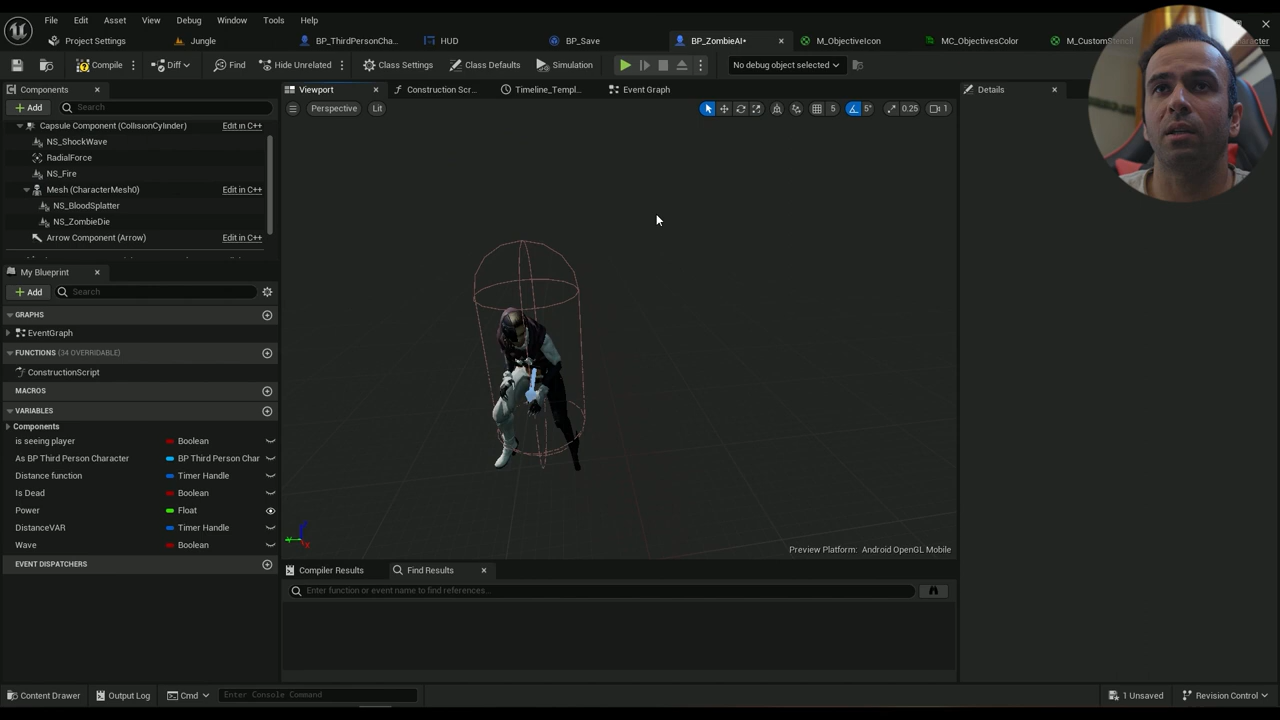 File Edit Asset View Window Debug Tools Help
Project Settings Jungle BP_ThirdPersonCha... HUD BP_Save BP_ZombieAI• M_ObjectiveIcon MC_ObjectivesColor M_CustomStencil
Compile Diff Find Hide Unrelated Class Settings Class Defaults Simulation No debug object selected
Components
Viewport Construction Scr... Timeline_Templ... Event Graph
Details
Add Search
Perspective Lit 5 5° 0.25 1
Capsule Component (CollisionCylinder) Edit in C++
NS_ShockWave
RadialForce
NS_Fire
Mesh (CharacterMesh0) Edit in C++
NS_BloodSplatter
NS_ZombieDie
Arrow Component (Arrow) Edit in C++
My Blueprint
Add Search
GRAPHS
EventGraph
FUNCTIONS (34 OVERRIDABLE)
ConstructionScript
MACROS
VARIABLES
Components
is seeing player Boolean
As BP Third Person Character BP Third Person Char
Distance function Timer Handle
Is Dead Boolean
Power Float
DistanceVAR Timer Handle
Wave Boolean
EVENT DISPATCHERS
Preview Platform: Android OpenGL Mobile
Compiler Results Find Results
Enter function or event name to find references...
Content Drawer Output Log Cmd Enter Console Command 1 Unsaved Revision Control